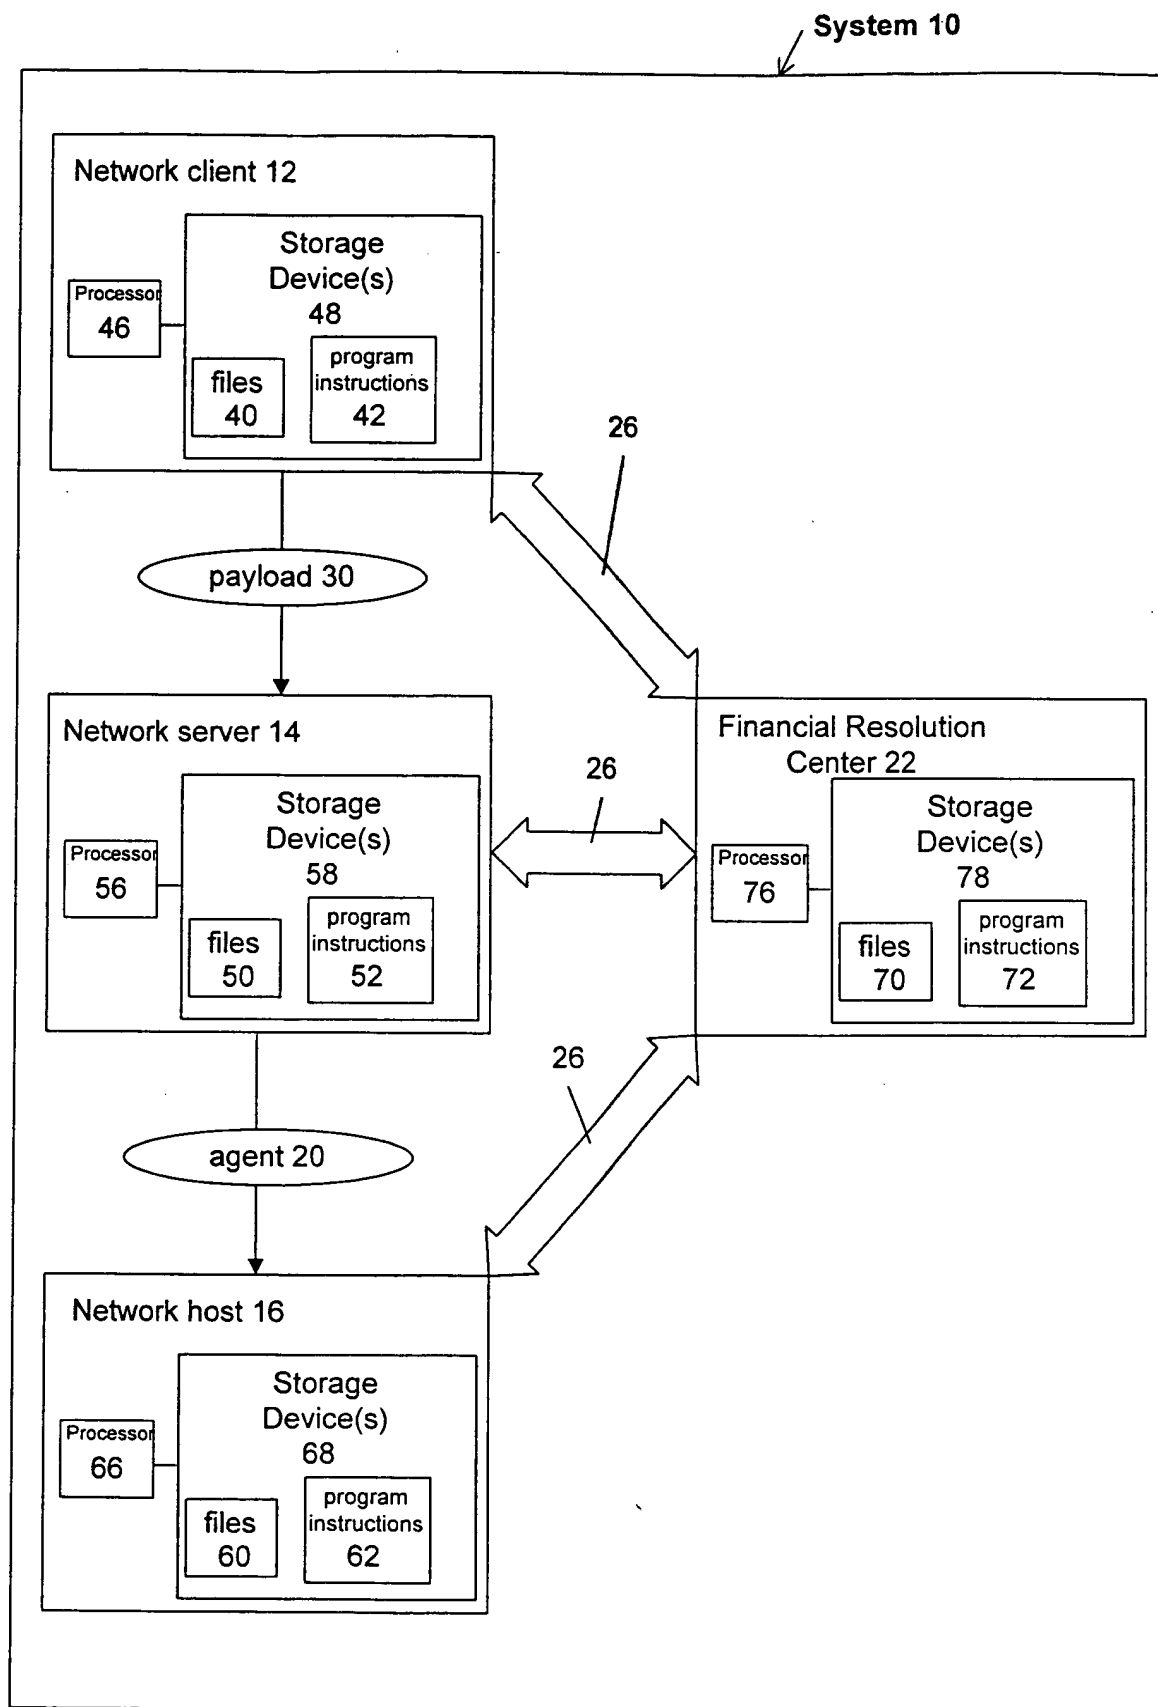 System 10
Network client 12
Storage
Device(s)
48
Processor
46
files
40
program
instructions
42
26
payload 30
Network server 14
Storage
Device(s)
58
Processor
56
files
50
program
instructions
52
26
Financial Resolution
Center 22
Storage
Device(s)
78
Processor
76
files
70
program
instructions
72
26
agent 20
Network host 16
Storage
Device(s)
68
Processor
66
files
60
program
instructions
62